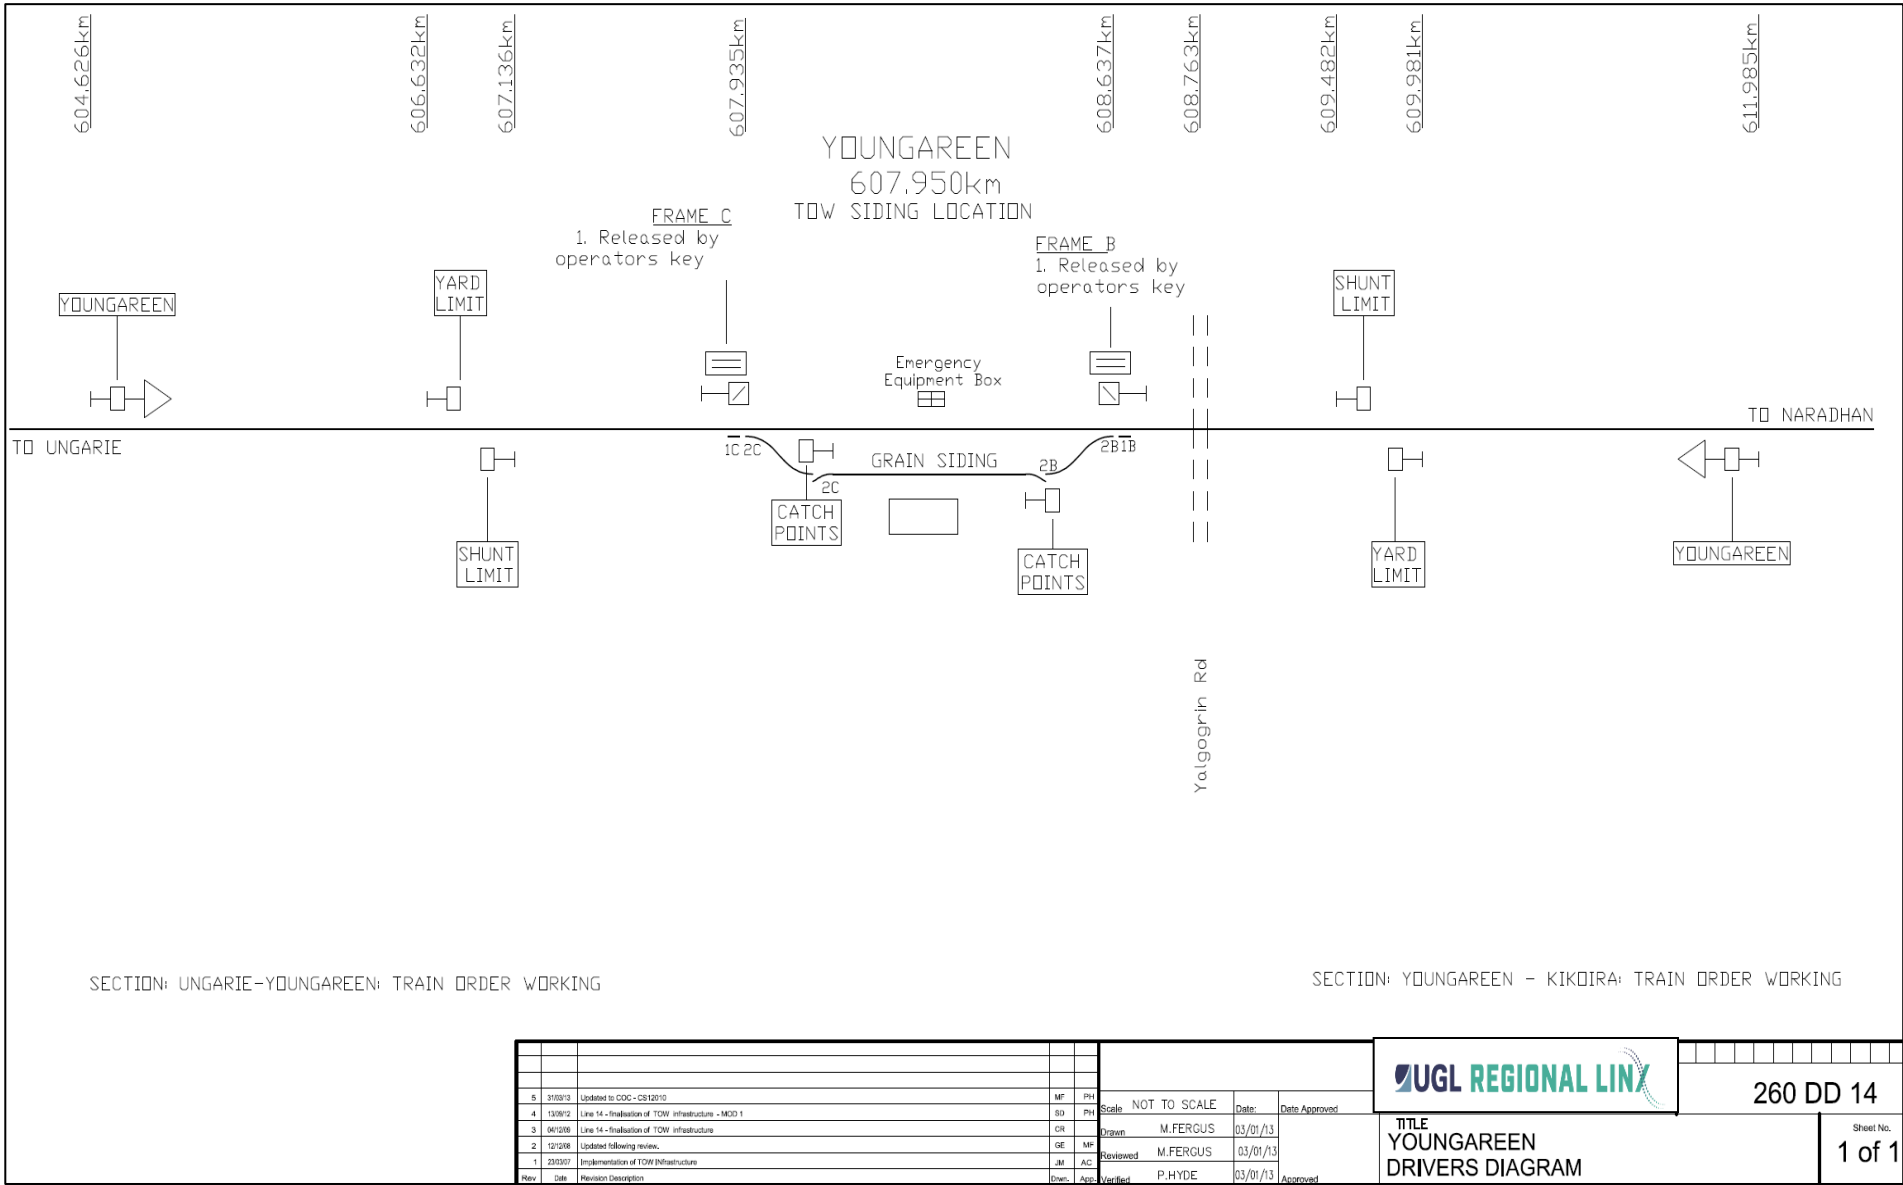 604.626km
606.632km
607.136km
607.935km
608.637km
608.763km
609.482km
609.981km
611.985km
YOUNGAREEN
607.950km
TOW SIDING LOCATION
FRAME C
1. Released by
operators key
FRAME B
1. Released by
operators key
YOUNGAREEN
YARD
LIMIT
SHUNT
LIMIT
Emergency
Equipment Box
TO NARADHAN
TO UNGARIE
1C 2C
GRAIN SIDING
2B
2B1B
2C
CATCH
POINTS
SHUNT
LIMIT
CATCH
POINTS
YARD
LIMIT
YOUNGAREEN
Yalgogrin Rd
SECTION: UNGARIE-YOUNGAREEN: TRAIN ORDER WORKING
SECTION: YOUNGAREEN - KIKOIRA: TRAIN ORDER WORKING
5 31/03/13 Updated to COC - CS12010 MF PH
4 13/09/12 Line 14 - finalisation of TOW infrastructure - MOD 1 SD PH
3 04/12/09 Line 14 - finalisation of TOW infrastructure CR
2 12/12/08 Updated following review. GE MF
1 23/03/07 Implementation of TOW INfrastructure JM AC
Rev Date Revision Description Drwn. App.
Scale NOT TO SCALE Date: Date Approved
Drawn M.FERGUS 03/01/13
Reviewed M.FERGUS 03/01/13
Verified P.HYDE 03/01/13 Approved
UGL REGIONAL LINX
260 DD 14
TITLE
YOUNGAREEN
DRIVERS DIAGRAM
Sheet No.
1 of 1